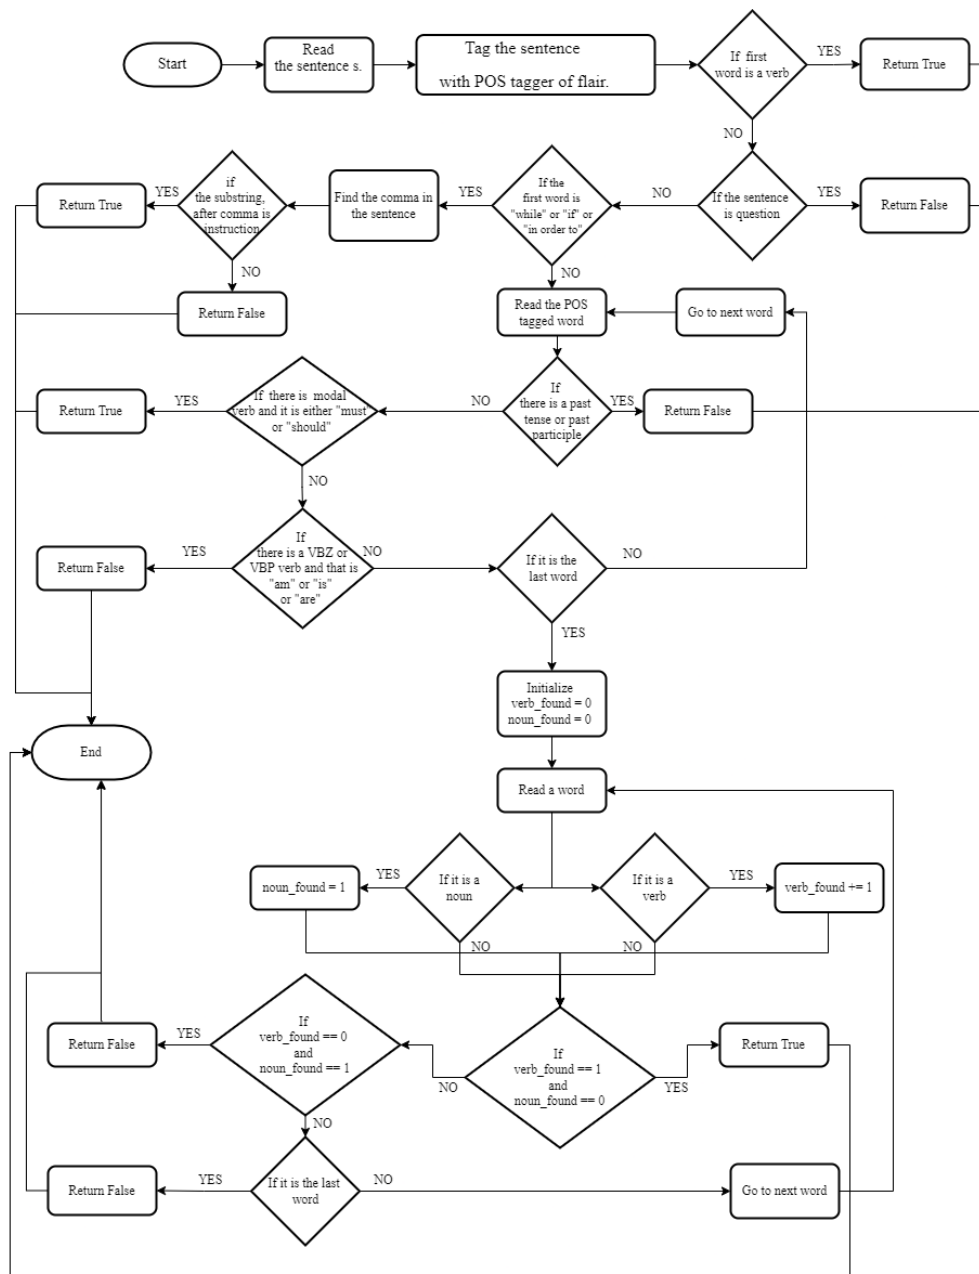 Start
Read
the sentence s.
Tag the sentence
with POS tagger of flair.
If first
word is a verb
YES
Return True
NO
If the sentence
is question
YES
Return False
NO
If the
first word is
"while" or "if" or
"in order to"
YES
Find the comma in
the sentence
if
the substring,
after comma is
instruction
YES
Return True
NO
Return False
NO
Read the POS
tagged word
Go to next word
If
there is a past
tense or past
participle
YES
Return False
NO
If there is modal
verb and it is either "must"
or "should"
YES
Return True
NO
If
there is a VBZ or
VBP verb and that is
"am" or "is"
or "are"
YES
Return False
NO
If it is the
last word
NO
YES
Initialize
verb_found = 0
noun_found = 0
End
Read a word
If it is a
noun
YES
noun_found = 1
NO
If it is a
verb
YES
verb_found += 1
NO
If
verb_found == 1
and
noun_found == 0
YES
Return True
NO
If
verb_found == 0
and
noun_found == 1
YES
Return False
NO
If it is the last
word
YES
Return False
NO
Go to next word